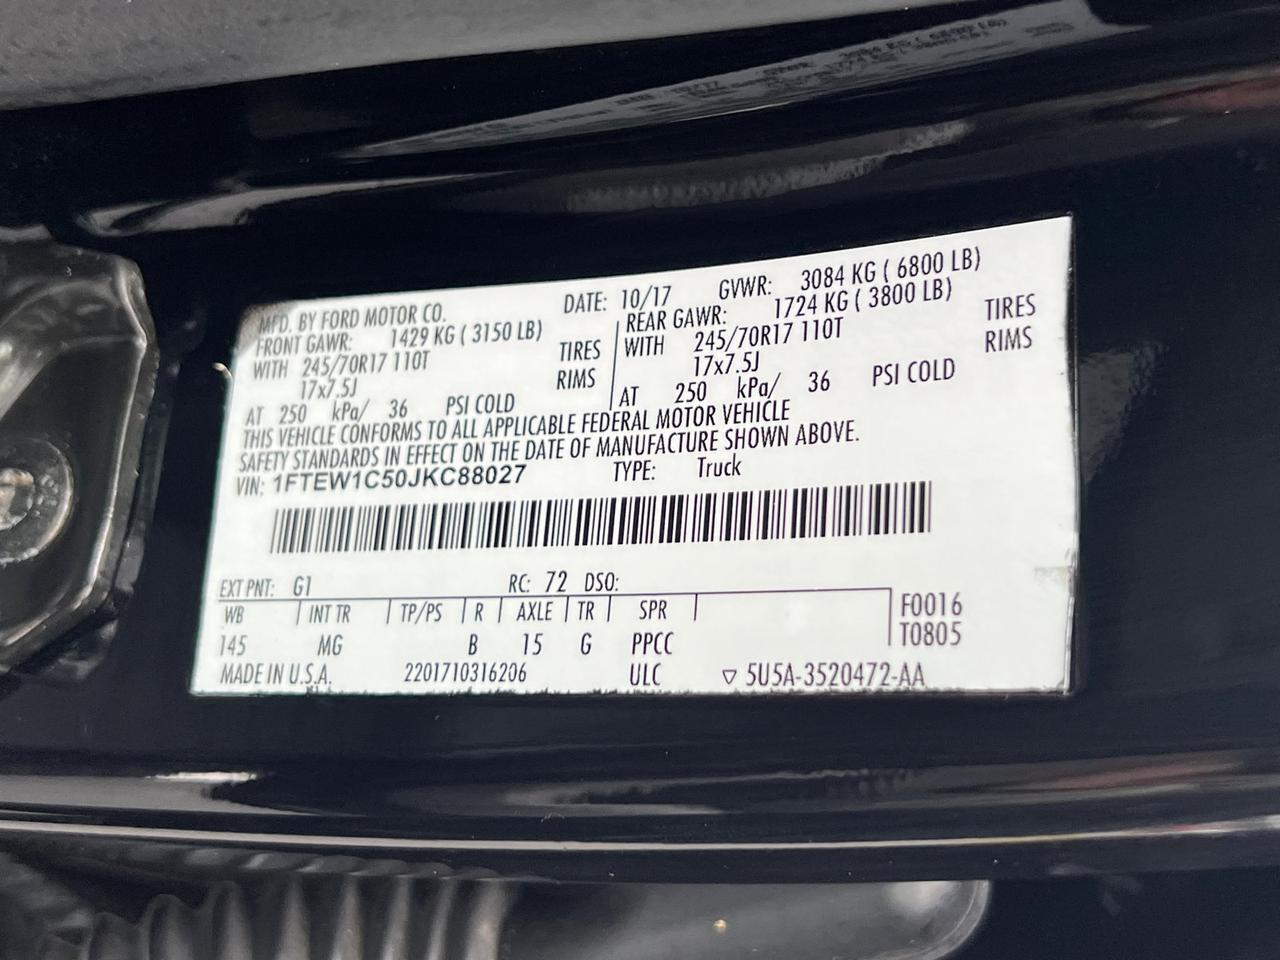 MFD. BY FORD MOTOR CO. DATE: 10/17 GVWR: 3084 KG ( 6800 LB)
FRONT GAWR: 1429 KG ( 3150 LB) REAR GAWR: 1724 KG ( 3800 LB)
WITH 245/70R17 110T TIRES WITH 245/70R17 110T TIRES
17x7.5J RIMS 17x7.5J RIMS
AT 250 kPa/ 36 PSI COLD AT 250 kPa/ 36 PSI COLD
THIS VEHICLE CONFORMS TO ALL APPLICABLE FEDERAL MOTOR VEHICLE
SAFETY STANDARDS IN EFFECT ON THE DATE OF MANUFACTURE SHOWN ABOVE.
VIN: 1FTEW1C50JKC88027 TYPE: Truck
EXT PNT: G1 RC: 72 DSO:
WB INT TR TP/PS R AXLE TR SPR F0016
145 MG B 15 G PPCC T0805
MADE IN U.S.A. 2201710316206 ULC ▽ 5U5A-3520472-AA